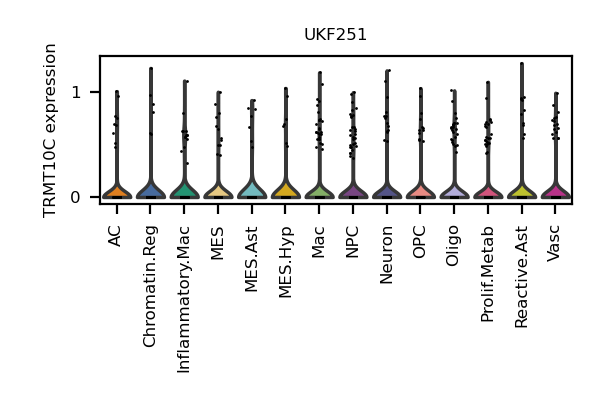 UKF251
TRMT10C expression
1
0
AC
Chromatin.Reg
Inflammatory.Mac
MES
MES.Ast
MES.Hyp
Mac
NPC
Neuron
OPC
Oligo
Prolif.Metab
Reactive.Ast
Vasc